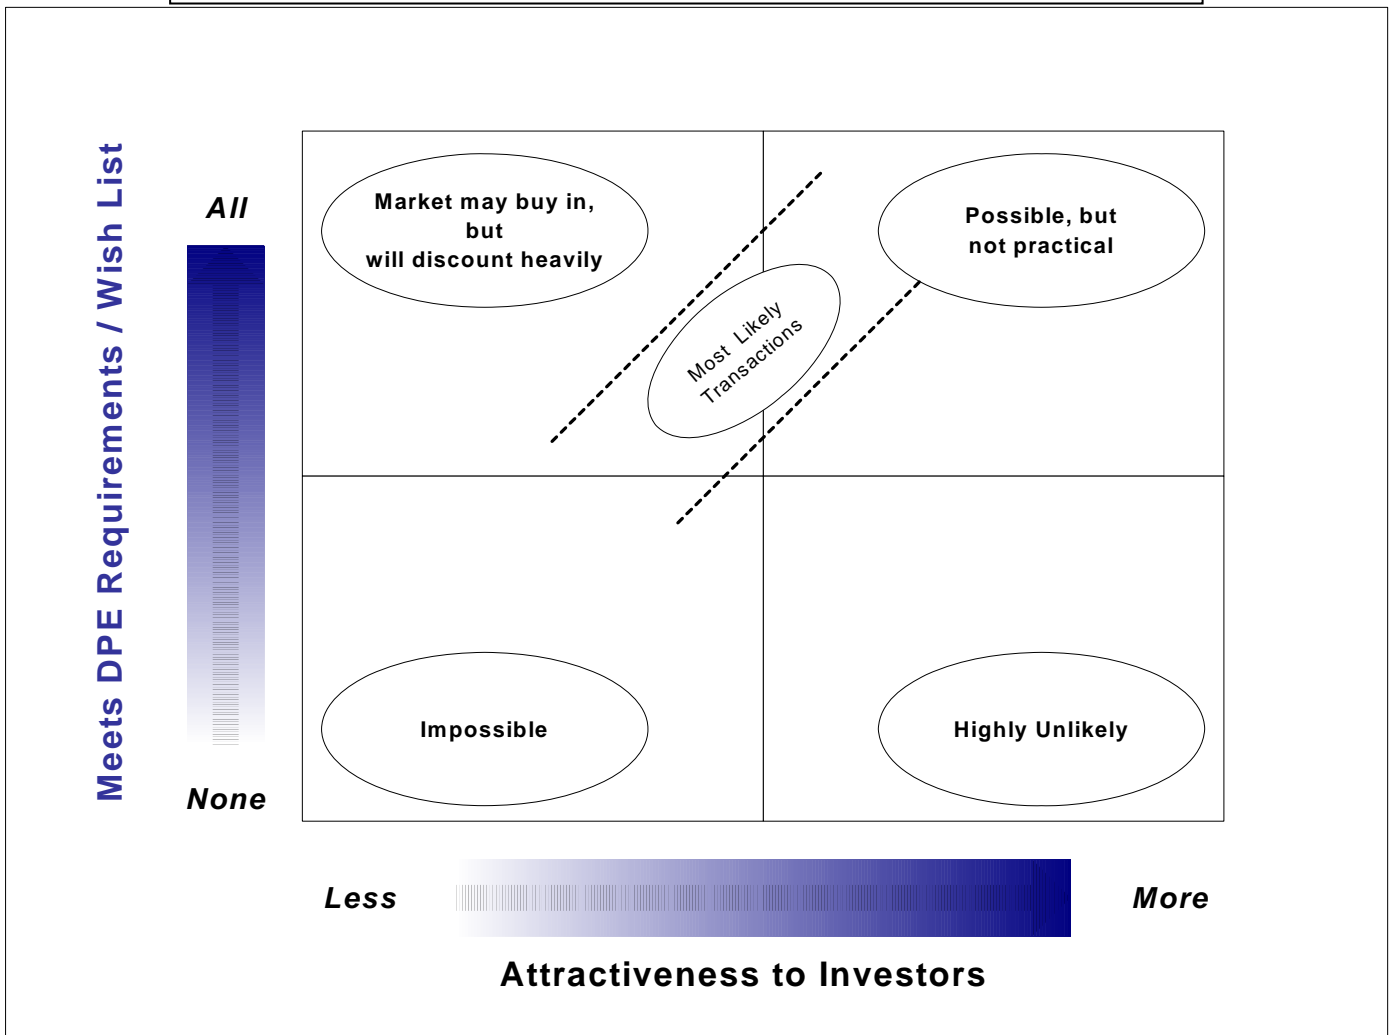 Meets DPE Requirements / Wish List
All
None
Market may buy in,
but
will discount heavily
Possible, but
not practical
Most Likely
Transactions
Impossible
Highly Unlikely
Less
More
Attractiveness to Investors